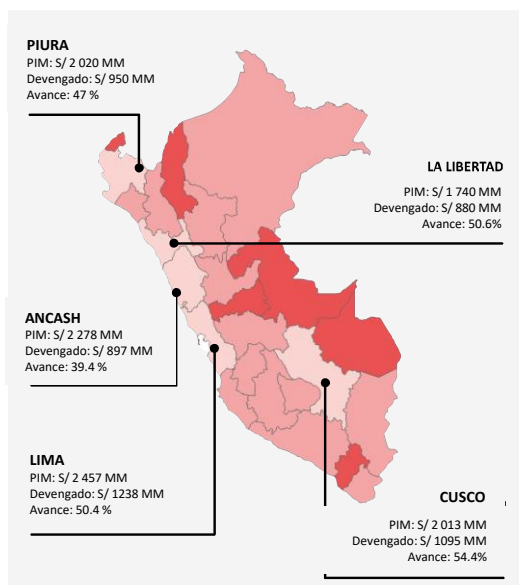 PIURA
PIM: S/ 2 020 MM
Devengado: S/ 950 MM
Avance: 47 %
LA LIBERTAD
PIM: S/ 1 740 MM
Devengado: S/ 880 MM
Avance: 50.6%
ANCASH
PIM: S/ 2 278 MM
Devengado: S/ 897 MM
Avance: 39.4 %
LIMA
PIM: S/ 2 457 MM
Devengado: S/ 1238 MM
Avance: 50.4 %
CUSCO
PIM: S/ 2 013 MM
Devengado: S/ 1095 MM
Avance: 54.4%